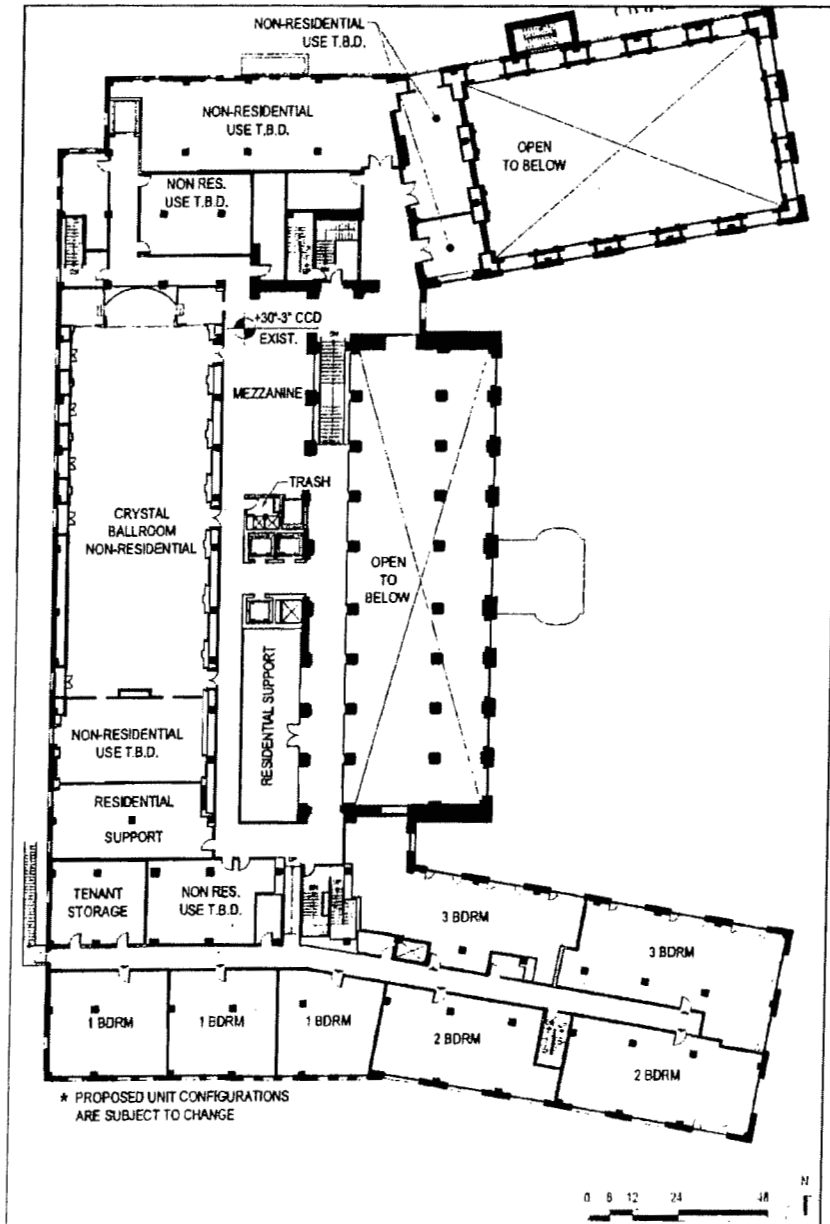 NON-RESIDENTIAL
USE T.B.D.
NON-RESIDENTIAL
USE T.B.D.
OPEN
TO BELOW
NON RES.
USE T.B.D.
+30'-3" CCD
EXIST.
MEZZANINE
TRASH
CRYSTAL
BALLROOM
NON-RESIDENTIAL
OPEN
TO
BELOW
RESIDENTIAL SUPPORT
NON-RESIDENTIAL
USE T.B.D.
RESIDENTIAL
SUPPORT
TENANT
STORAGE
NON RES.
USE T.B.D.
3 BDRM
3 BDRM
1 BDRM
1 BDRM
1 BDRM
2 BDRM
2 BDRM
* PROPOSED UNIT CONFIGURATIONS
ARE SUBJECT TO CHANGE
0 6 12 24 48
N